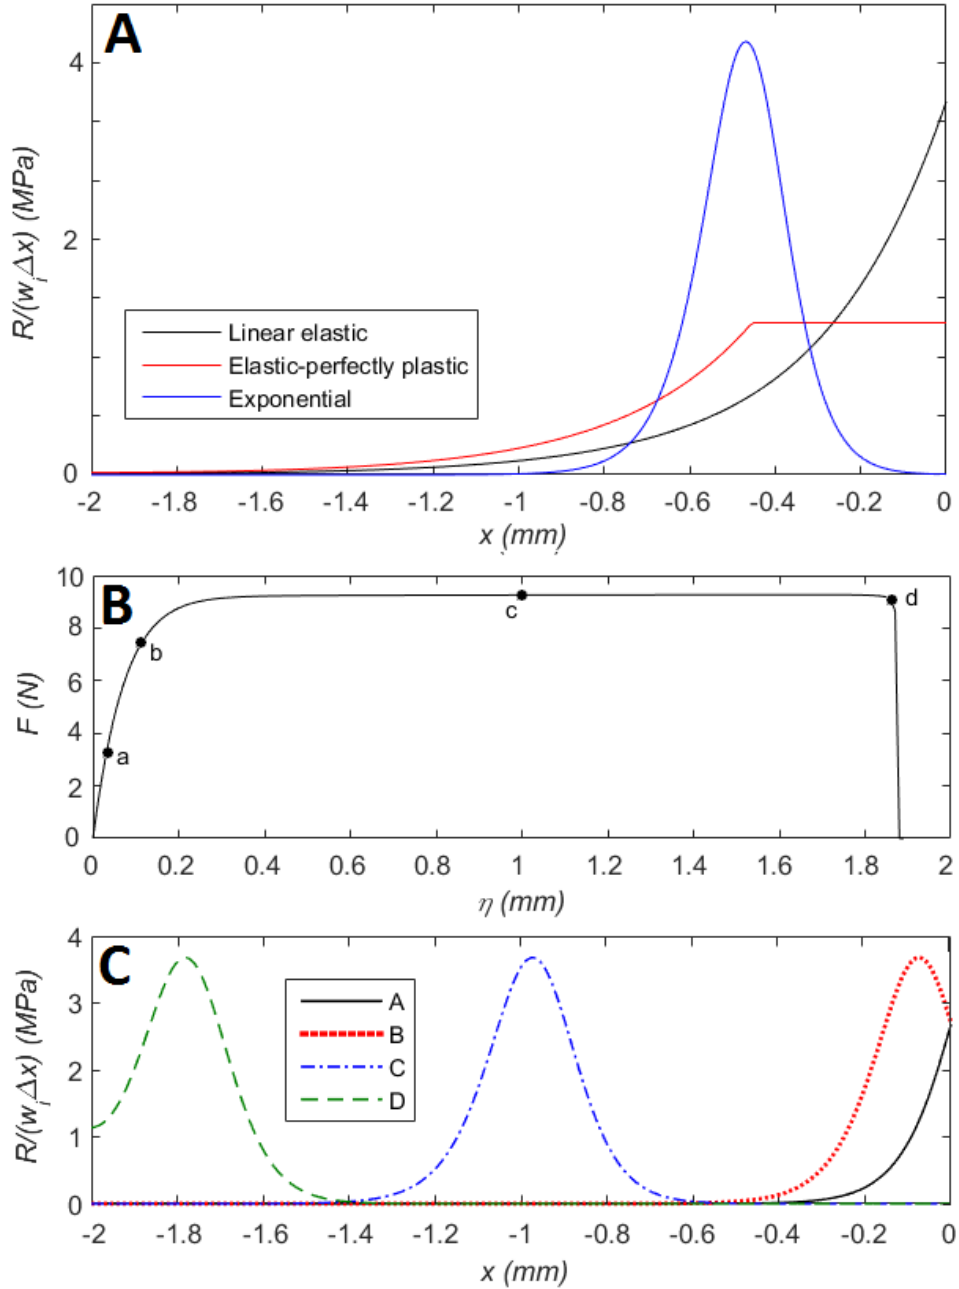 A
4
2
0
R/(w_i Δx) (MPa)
Linear elastic
Elastic-perfectly plastic
Exponential
-2 -1.8 -1.6 -1.4 -1.2 -1 -0.8 -0.6 -0.4 -0.2 0
x (mm)
B
10
8
6
4
2
0
F (N)
a
b
c
d
0 0.2 0.4 0.6 0.8 1 1.2 1.4 1.6 1.8 2
η (mm)
C
4
3
2
1
0
R/(w_i Δx) (MPa)
A
B
C
D
-2 -1.8 -1.6 -1.4 -1.2 -1 -0.8 -0.6 -0.4 -0.2 0
x (mm)